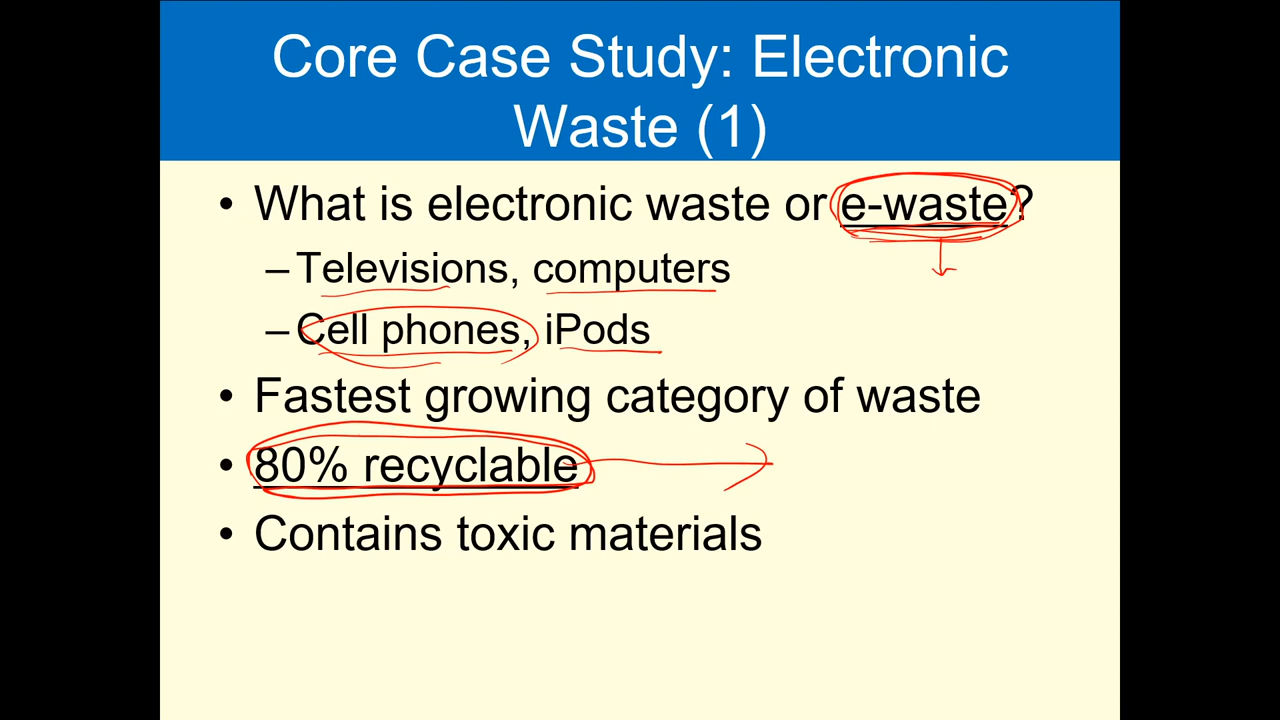 Core Case Study: Electronic
Waste (1)
• What is electronic waste or e-waste?
– Televisions, computers
– Cell phones, iPods
• Fastest growing category of waste
• 80% recyclable
• Contains toxic materials